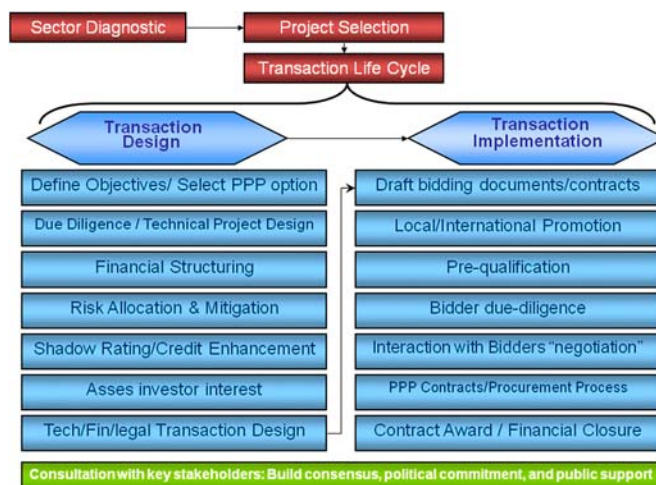 Sector Diagnostic
Project Selection
Transaction Life Cycle
Transaction
Design
Transaction
Implementation
Define Objectives/ Select PPP option
Due Diligence / Technical Project Design
Financial Structuring
Risk Allocation & Mitigation
Shadow Rating/Credit Enhancement
Asses investor interest
Tech/Fin/legal Transaction Design
Draft bidding documents/contracts
Local/International Promotion
Pre-qualification
Bidder due-diligence
Interaction with Bidders “negotiation”
PPP Contracts/Procurement Process
Contract Award / Financial Closure
Consultation with key stakeholders: Build consensus, political commitment, and public support